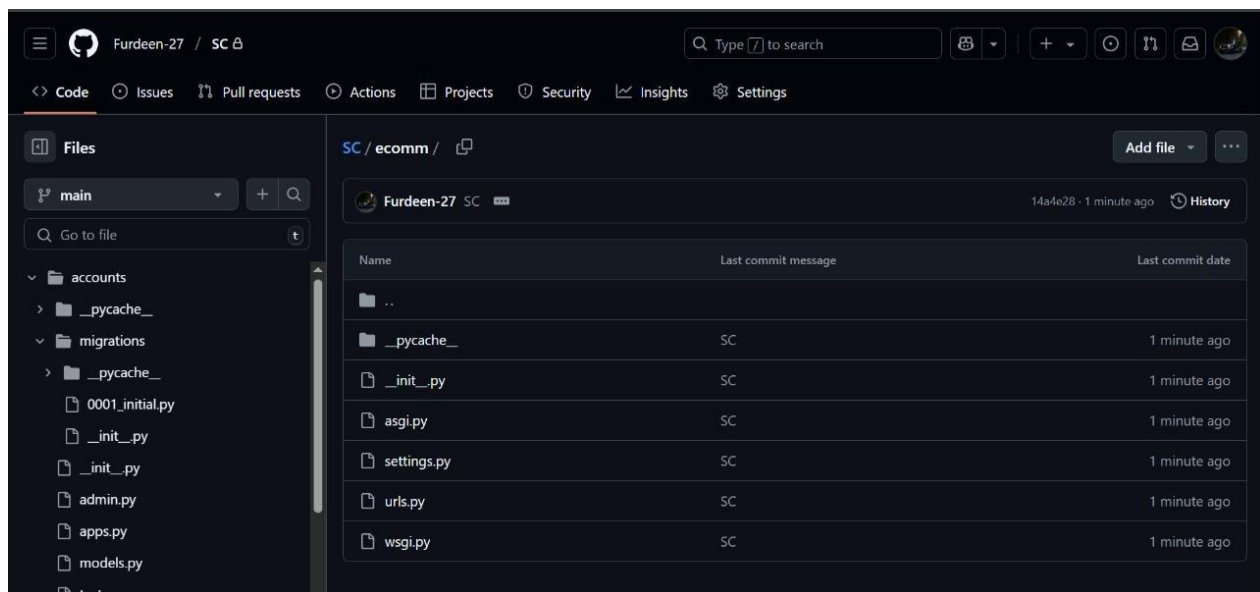 Furdeen-27 / SC
Type / to search
Code Issues Pull requests Actions Projects Security Insights Settings
Files
main
Go to file t
accounts
__pycache__
migrations
__pycache__
0001_initial.py
__init__.py
__init__.py
admin.py
apps.py
models.py
SC / ecomm /
Add file
Furdeen-27 SC
14a4e28 · 1 minute ago History
Name Last commit message Last commit date
..
__pycache__ SC 1 minute ago
__init__.py SC 1 minute ago
asgi.py SC 1 minute ago
settings.py SC 1 minute ago
urls.py SC 1 minute ago
wsgi.py SC 1 minute ago